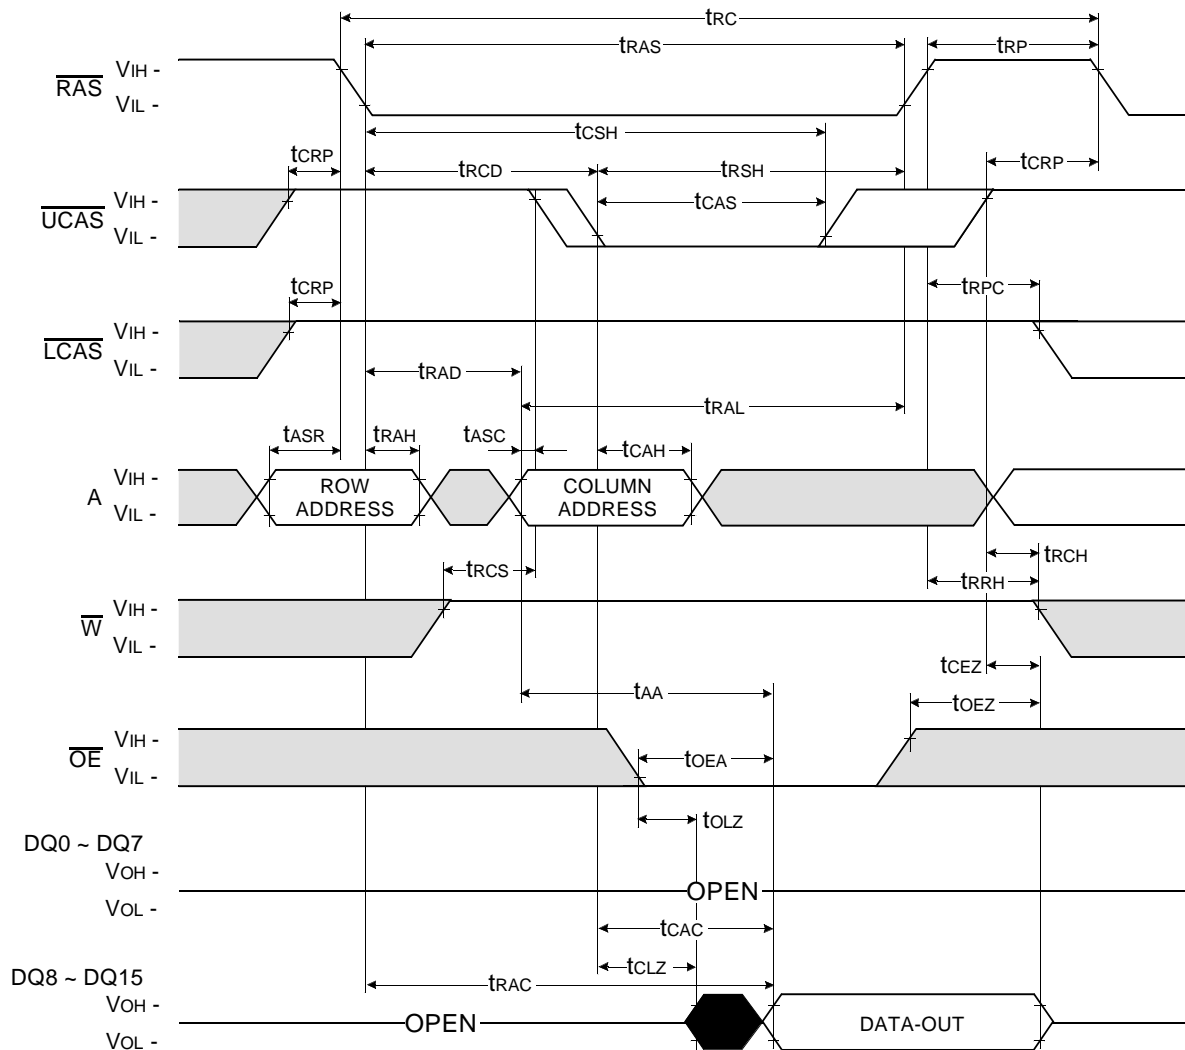 tRC
tRAS
tRP
RAS
VIH -
VIL -
tCSH
tCRP
tRCD
tRSH
tCRP
UCAS
VIH -
VIL -
tCAS
tCRP
tRPC
LCAS
VIH -
VIL -
tRAD
tRAL
tASR
tRAH
tASC
tCAH
A
VIH -
VIL -
ROW
ADDRESS
COLUMN
ADDRESS
tRCS
tRCH
tRRH
W
VIH -
VIL -
tCEZ
tAA
tOEZ
OE
VIH -
VIL -
tOEA
tOLZ
DQ0 ~ DQ7
VOH -
VOL -
OPEN
tCAC
tCLZ
DQ8 ~ DQ15
tRAC
VOH -
VOL -
OPEN
DATA-OUT